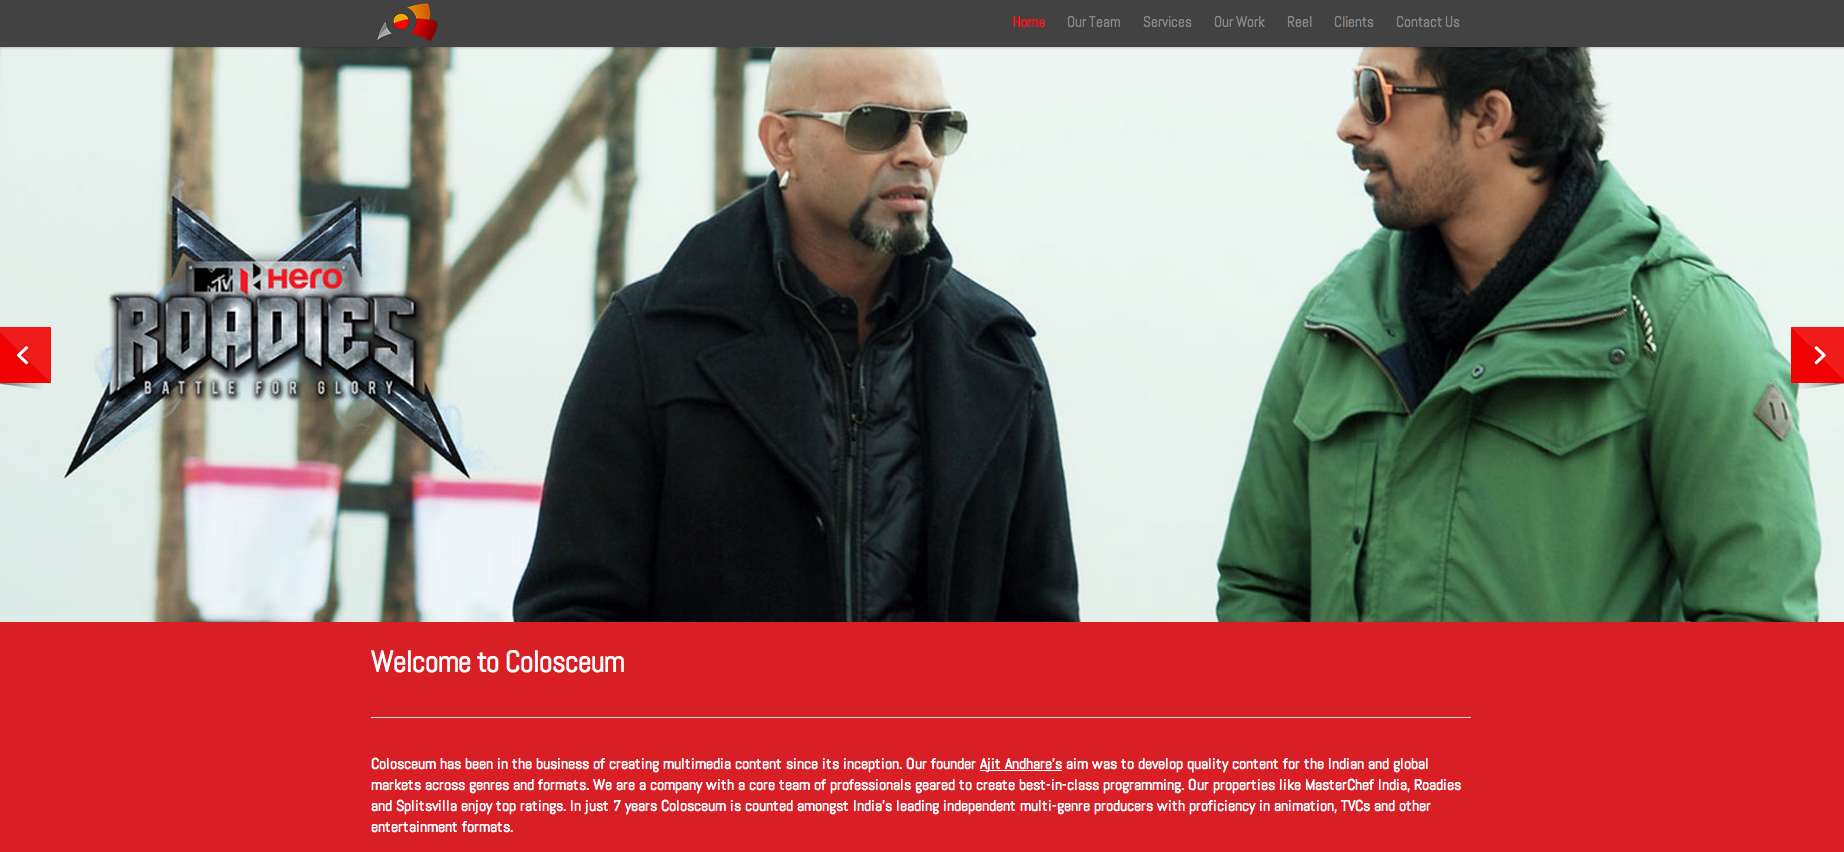 Home Our Team Services Our Work Reel Clients Contact Us
MTV Hero
ROADIES
BATTLE FOR GLORY
Welcome to Colosceum
Colosceum has been in the business of creating multimedia content since its inception. Our founder Ajit Andhare's aim was to develop quality content for the Indian and global
markets across genres and formats. We are a company with a core team of professionals geared to create best-in-class programming. Our properties like MasterChef India, Roadies
and Splitsvilla enjoy top ratings. In just 7 years Colosceum is counted amongst India's leading independent multi-genre producers with proficiency in animation, TVCs and other
entertainment formats.